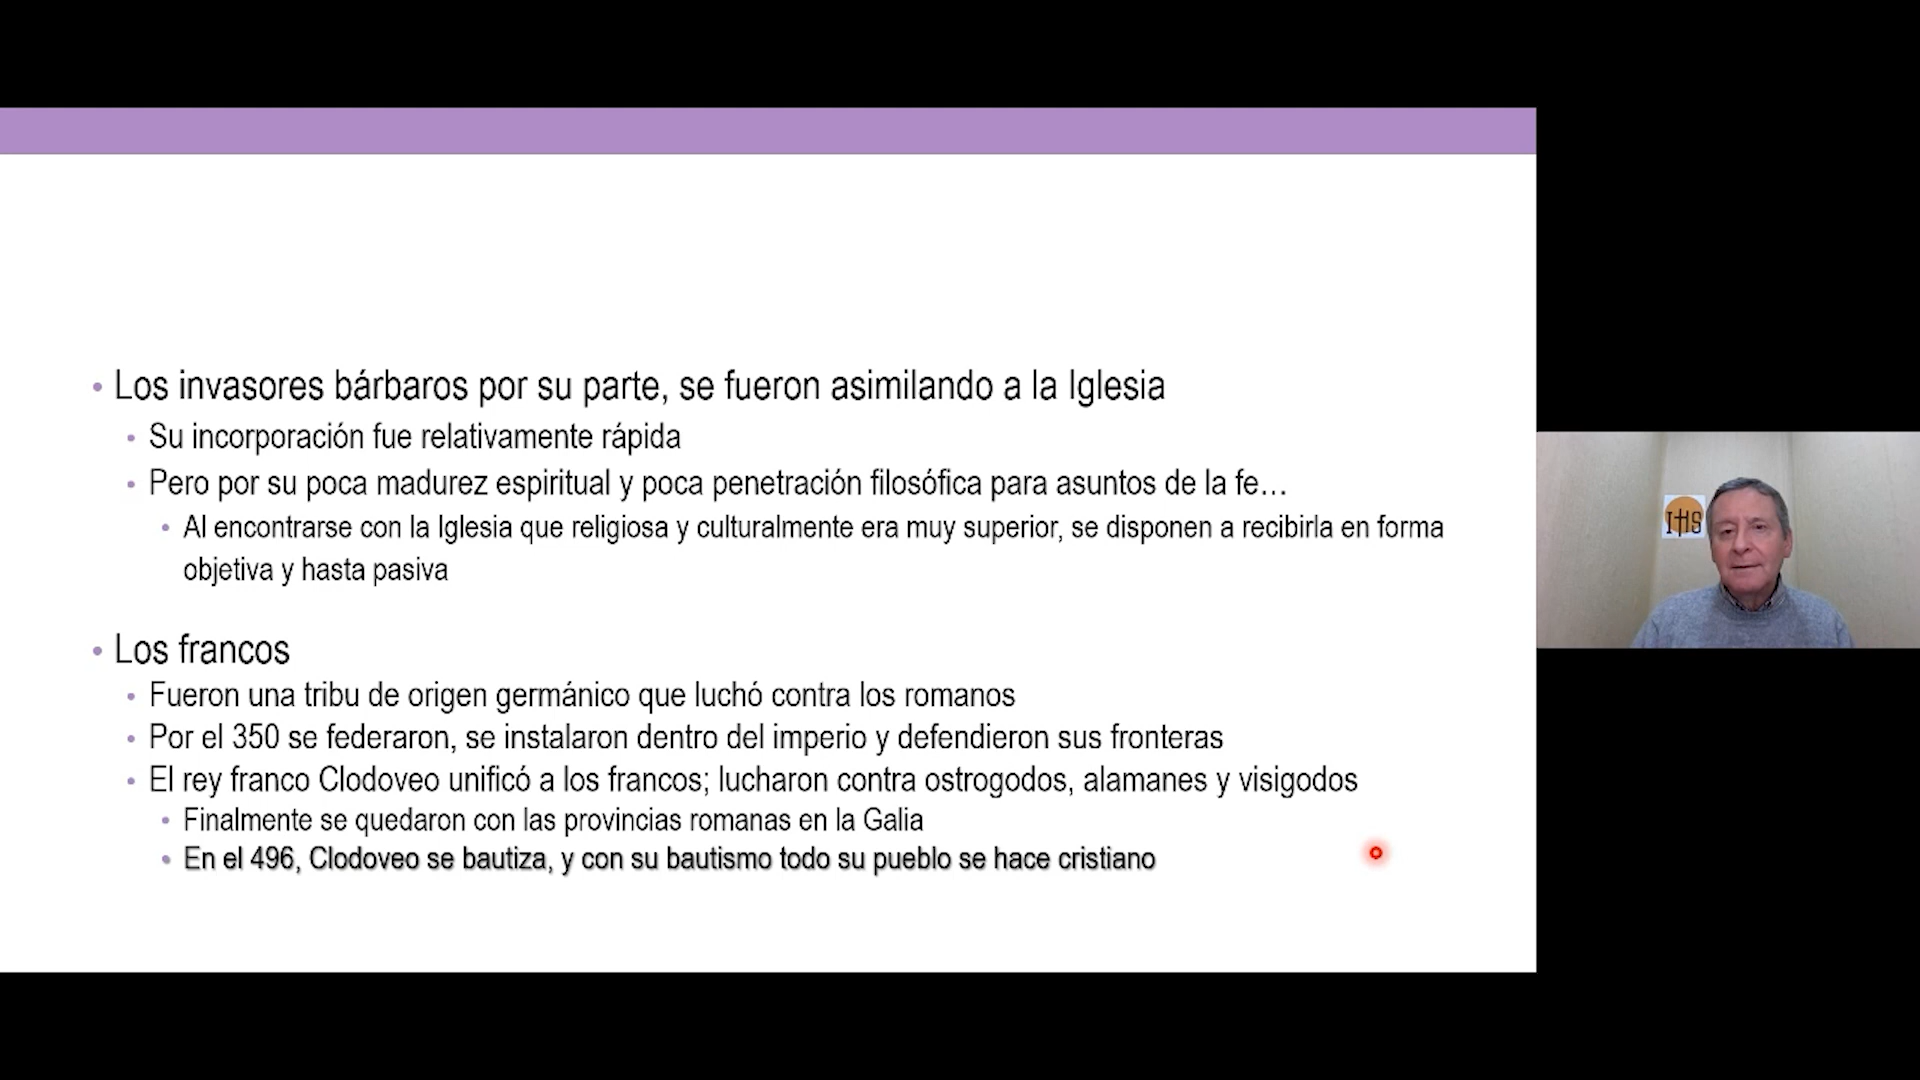 • Los invasores bárbaros por su parte, se fueron asimilando a la Iglesia
• Su incorporación fue relativamente rápida
• Pero por su poca madurez espiritual y poca penetración filosófica para asuntos de la fe…
• Al encontrarse con la Iglesia que religiosa y culturalmente era muy superior, se disponen a recibirla en forma
objetiva y hasta pasiva
IHS
• Los francos
• Fueron una tribu de origen germánico que luchó contra los romanos
• Por el 350 se federaron, se instalaron dentro del imperio y defendieron sus fronteras
• El rey franco Clodoveo unificó a los francos; lucharon contra ostrogodos, alamanes y visigodos
• Finalmente se quedaron con las provincias romanas en la Galia
• En el 496, Clodoveo se bautiza, y con su bautismo todo su pueblo se hace cristiano